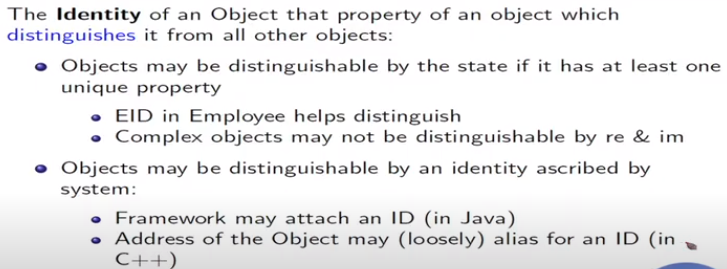 The Identity of an Object that property of an object which
distinguishes it from all other objects:
Objects may be distinguishable by the state if it has at least one
unique property
EID in Employee helps distinguish
Complex objects may not be distinguishable by re & im
Objects may be distinguishable by an identity ascribed by
system:
Framework may attach an ID (in Java)
Address of the Object may (loosely) alias for an ID (in
C++)